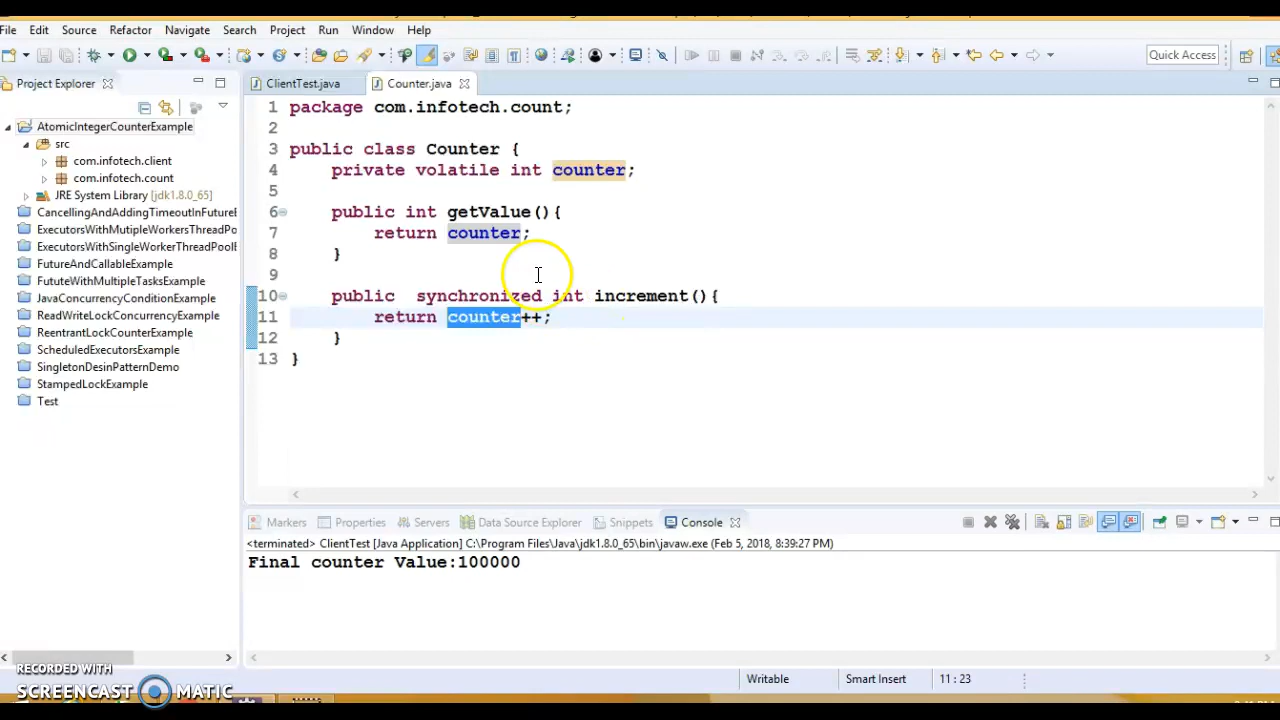 File Edit Source Refactor Navigate Search Project Run Window Help
Quick Access
Project Explorer
ClientTest.java Counter.java
AtomicIntegerCounterExample
src
com.infotech.client
com.infotech.count
JRE System Library [jdk1.8.0_65]
CancellingAndAddingTimeoutInFutureE
ExecutorsWithMutipleWorkersThreadPo
ExecutorsWithSingleWorkerThreadPoolE
FutureAndCallableExample
FututeWithMultipleTasksExample
JavaConcurrencyConditionExample
ReadWriteLockConcurrencyExample
ReentrantLockCounterExample
ScheduledExecutorsExample
SingletonDesinPatternDemo
StampedLockExample
Test
1 package com.infotech.count;
2
3 public class Counter {
4 private volatile int counter;
5
6 public int getValue(){
7 return counter;
8 }
9
10 public synchronized int increment(){
11 return counter++;
12 }
13 }
Markers Properties Servers Data Source Explorer Snippets Console
<terminated> ClientTest [Java Application] C:\Program Files\Java\jdk1.8.0_65\bin\javaw.exe (Feb 5, 2018, 8:39:27 PM)
Final counter Value:100000
RECORDED WITH
SCREENCAST MATIC
Writable Smart Insert 11 : 23